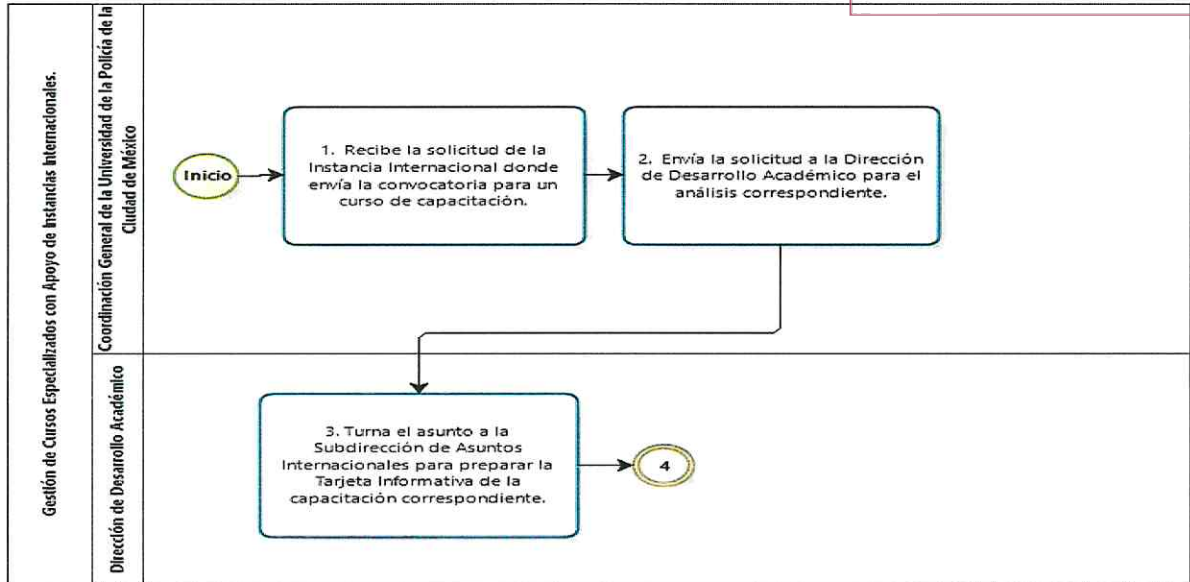 Gestión de Cursos Especializados con Apoyo de Instancias Internacionales.
Coordinación General de la Universidad de la Policía de la
Ciudad de México
Inicio
1. Recibe la solicitud de la
Instancia Internacional donde
envía la convocatoria para un
curso de capacitación.
2. Envía la solicitud a la Dirección
de Desarrollo Académico para el
análisis correspondiente.
Dirección de Desarrollo Académico
3. Turna el asunto a la
Subdirección de Asuntos
Internacionales para preparar la
Tarjeta Informativa de la
capacitación correspondiente.
4